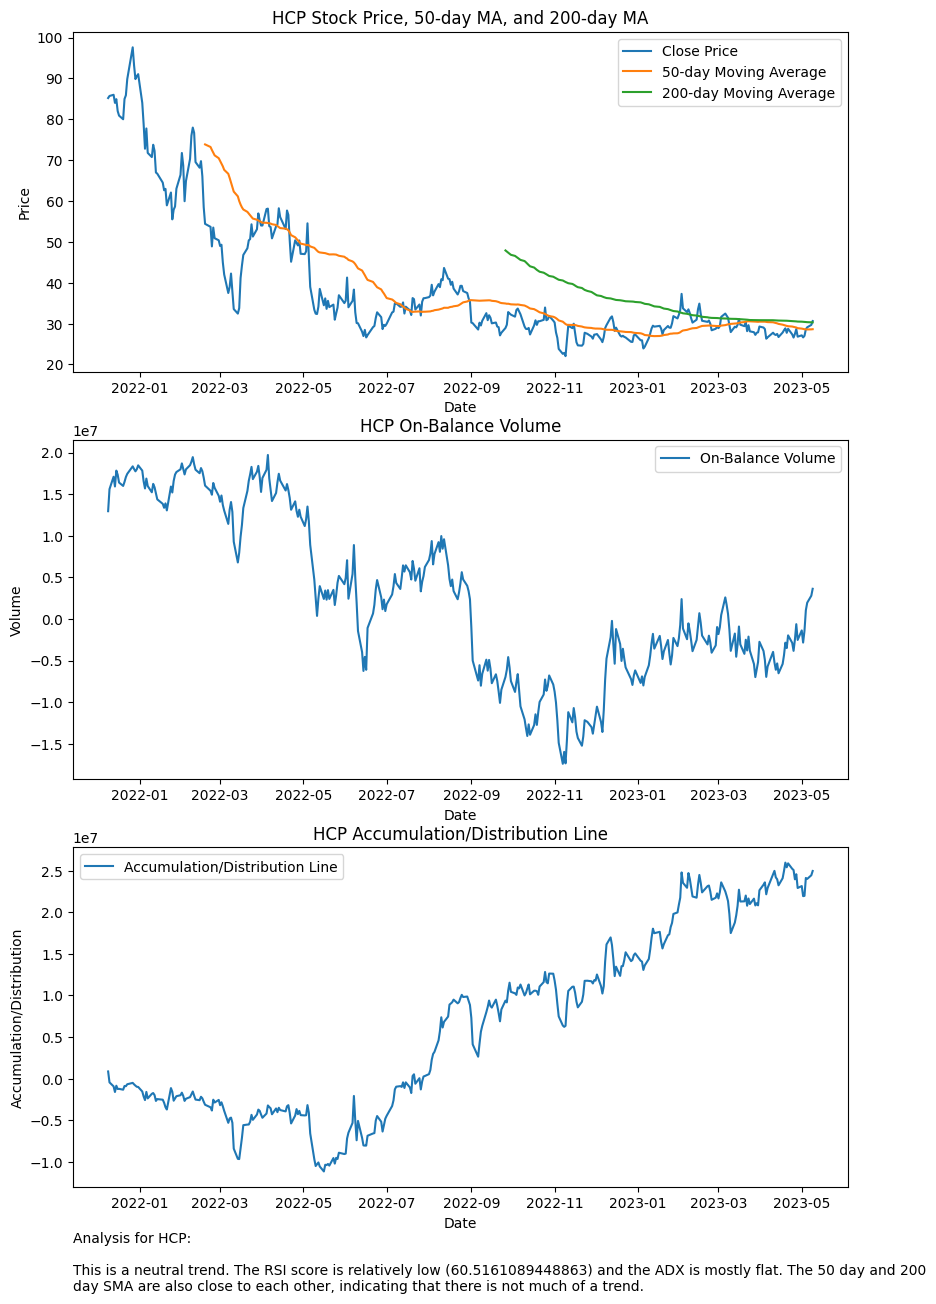 HCP Stock Price, 50-day MA, and 200-day MA
Close Price
50-day Moving Average
200-day Moving Average
100
90
80
70
60
50
40
30
20
Price
2022-01 2022-03 2022-05 2022-07 2022-09 2022-11 2023-01 2023-03 2023-05
Date
HCP On-Balance Volume
1e7
On-Balance Volume
2.0
1.5
1.0
0.5
0.0
−0.5
−1.0
−1.5
Volume
2022-01 2022-03 2022-05 2022-07 2022-09 2022-11 2023-01 2023-03 2023-05
Date
HCP Accumulation/Distribution Line
1e7
Accumulation/Distribution Line
2.5
2.0
1.5
1.0
0.5
0.0
−0.5
−1.0
Accumulation/Distribution
2022-01 2022-03 2022-05 2022-07 2022-09 2022-11 2023-01 2023-03 2023-05
Date
Analysis for HCP:
This is a neutral trend. The RSI score is relatively low (60.5161089448863) and the ADX is mostly flat. The 50 day and 200
day SMA are also close to each other, indicating that there is not much of a trend.